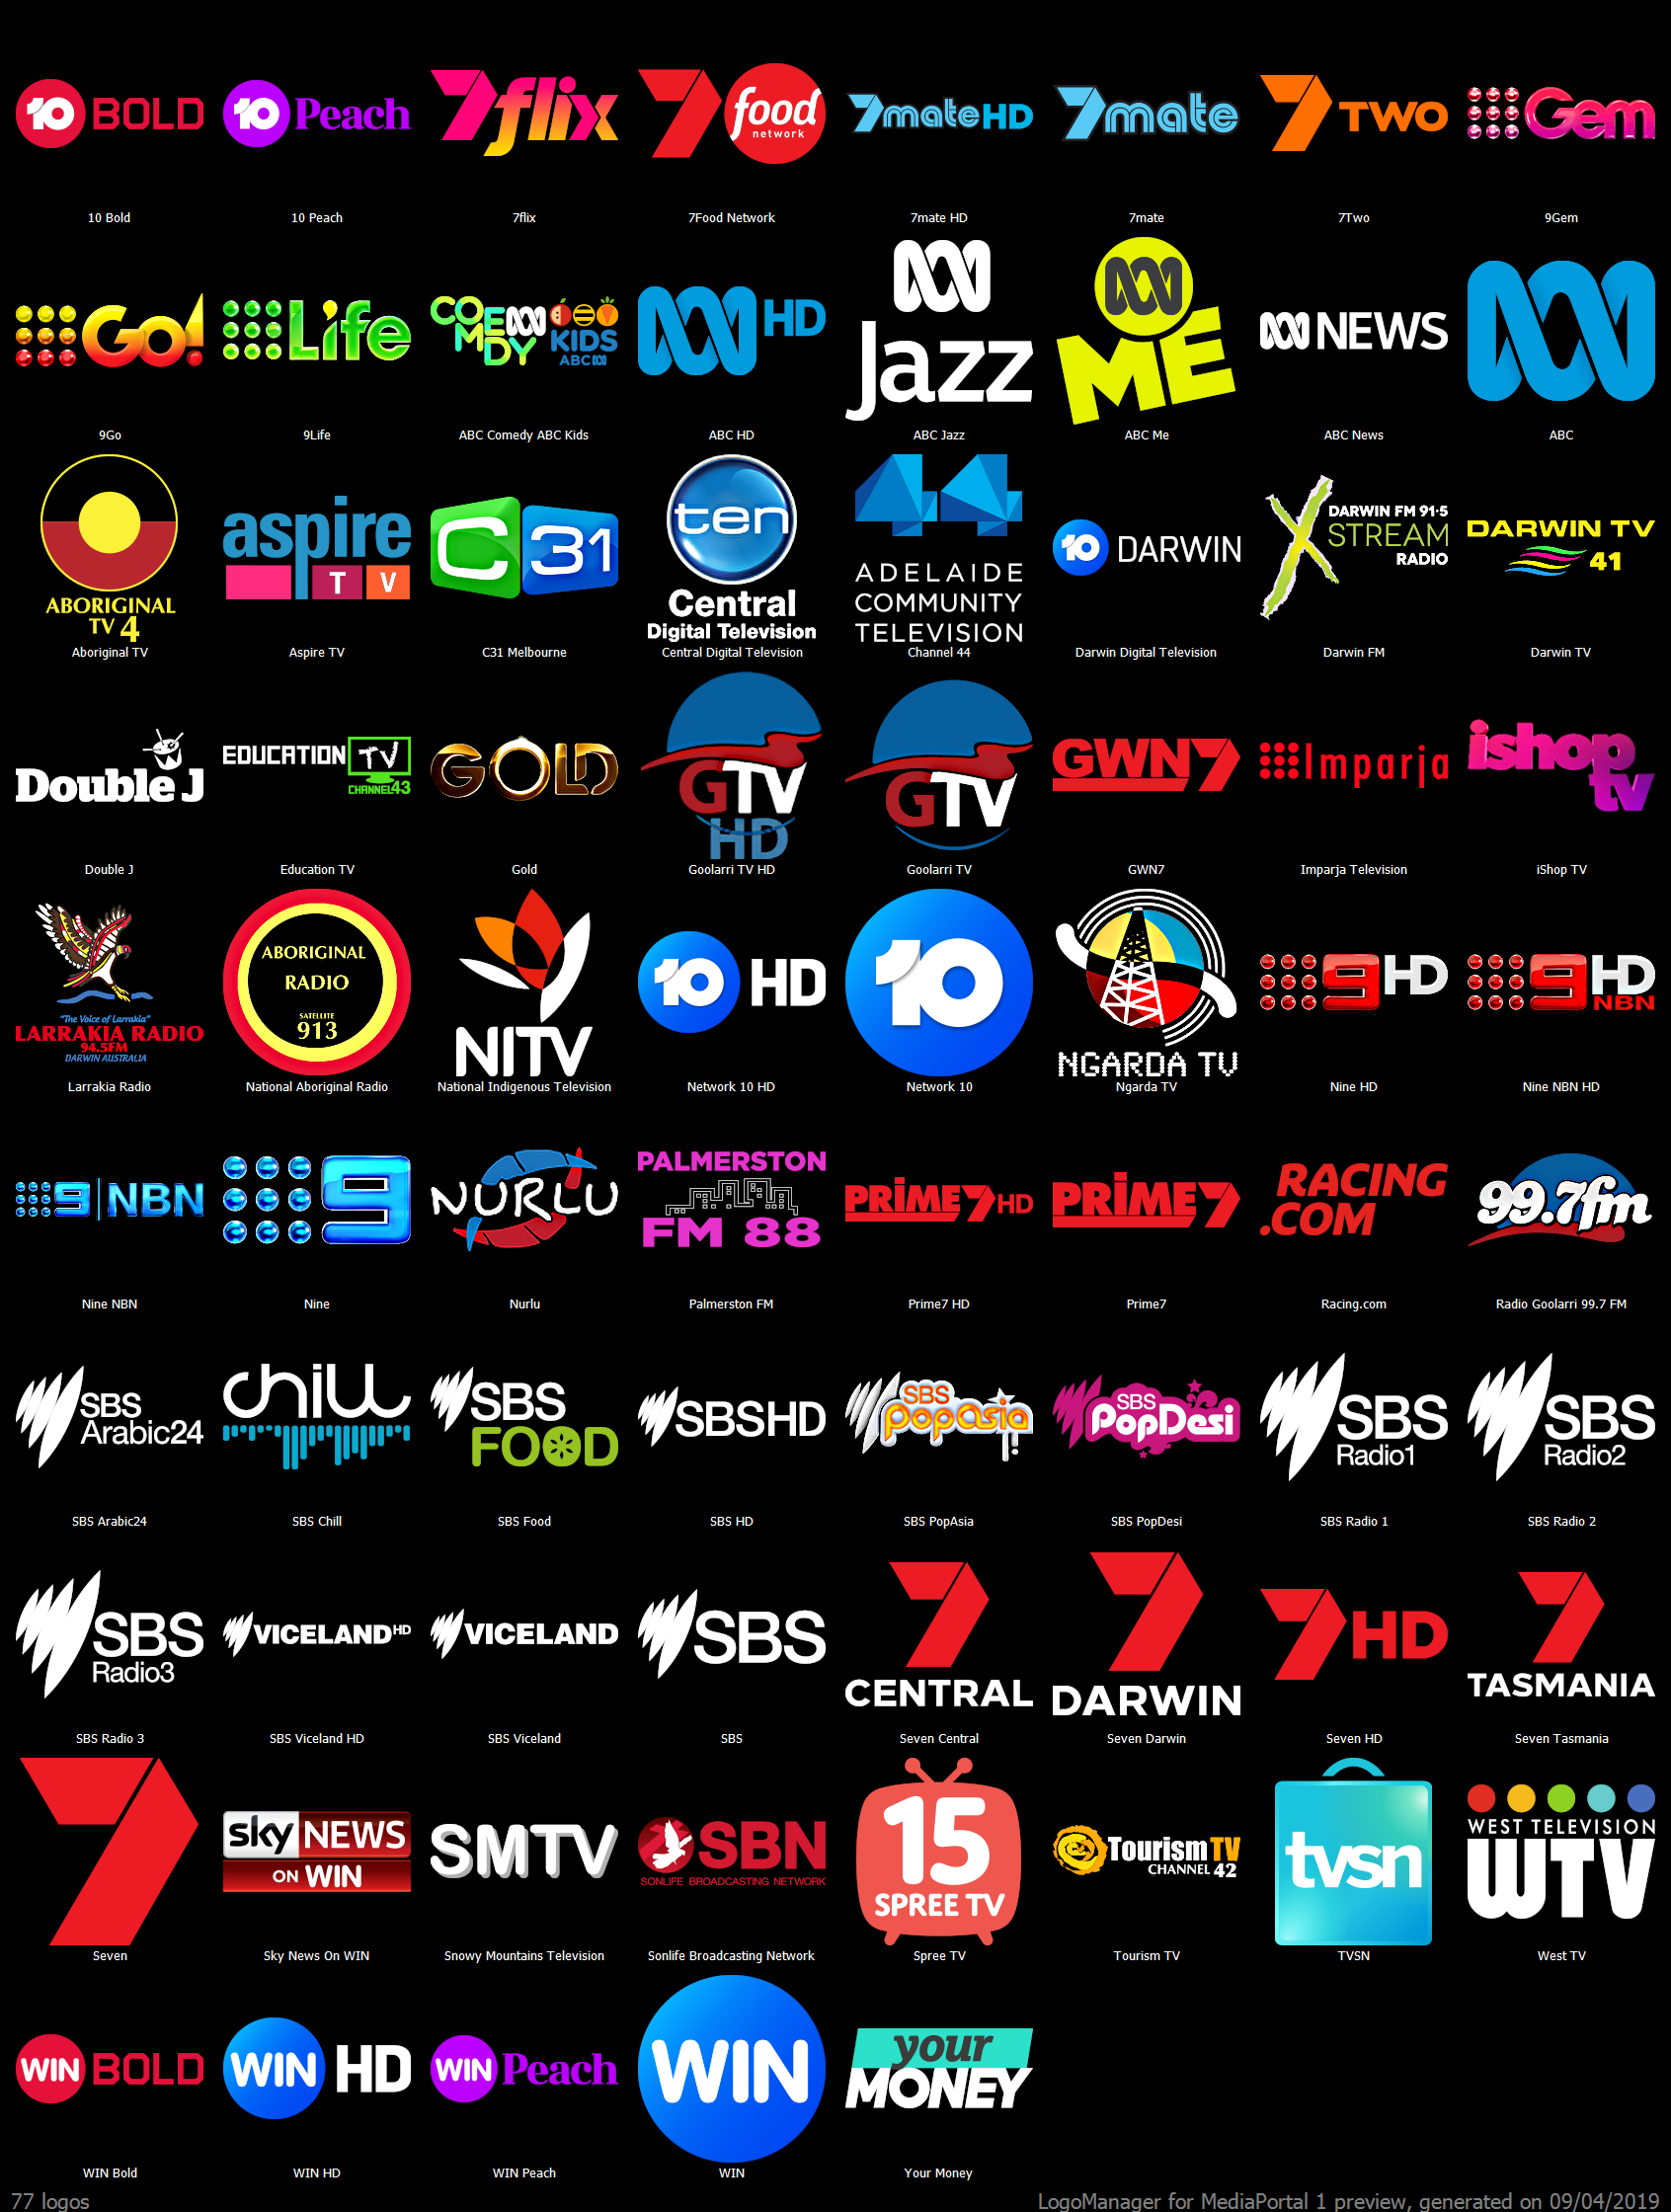 10 BOLD
10 Peach
7flix
7 food network
7mate HD
7mate
7 TWO
Gem
10 Bold
10 Peach
7flix
7Food Network
7mate HD
7mate
7Two
9Gem
Go!
Life
COMEDY ABC KIDS
HD
Jazz
ME
NEWS
9Go
9Life
ABC Comedy ABC Kids
ABC HD
ABC Jazz
ABC Me
ABC News
ABC
ABORIGINAL
TV 4
aspire
TV
C31
ten
Central
Digital Television
44
ADELAIDE
COMMUNITY
TELEVISION
10 DARWIN
DARWIN FM 91·5
XSTREAM
RADIO
DARWIN TV
41
Aboriginal TV
Aspire TV
C31 Melbourne
Central Digital Television
Channel 44
Darwin Digital Television
Darwin FM
Darwin TV
Double J
EDUCATION TV
CHANNEL 43
GOLD
GTV
HD
GTV
GWN7
Imparja
ishop
tv
Double J
Education TV
Gold
Goolarri TV HD
Goolarri TV
GWN7
Imparja Television
iShop TV
"The Voice of Larrakia"
LARRAKIA RADIO
94.5FM
DARWIN AUSTRALIA
ABORIGINAL
RADIO
SATELLITE
913
NITV
10 HD
10
NGARDA TV
9HD
9HD
NBN
Larrakia Radio
National Aboriginal Radio
National Indigenous Television
Network 10 HD
Network 10
Ngarda TV
Nine HD
Nine NBN HD
9 NBN
9
NURLU
PALMERSTON
FM 88
PRiME7 HD
PRiME7
RACING
.COM
99.7fm
Nine NBN
Nine
Nurlu
Palmerston FM
Prime7 HD
Prime7
Racing.com
Radio Goolarri 99.7 FM
SBS
Arabic24
chill
SBS
FOOD
SBS HD
SBS
popasia
SBS
PopDesi
SBS
Radio1
SBS
Radio2
SBS Arabic24
SBS Chill
SBS Food
SBS HD
SBS PopAsia
SBS PopDesi
SBS Radio 1
SBS Radio 2
SBS
Radio3
VICELAND HD
VICELAND
SBS
7
CENTRAL
7
DARWIN
7HD
7
TASMANIA
SBS Radio 3
SBS Viceland HD
SBS Viceland
SBS
Seven Central
Seven Darwin
Seven HD
Seven Tasmania
7
sky NEWS
ON WIN
SMTV
SBN
SONLIFE BROADCASTING NETWORK
15
SPREE TV
TourismTV
CHANNEL 42
tvsn
WEST TELEVISION
WTV
Seven
Sky News On WIN
Snowy Mountains Television
Sonlife Broadcasting Network
Spree TV
Tourism TV
TVSN
West TV
WIN BOLD
WIN HD
WIN Peach
WIN
your
MONEY
WIN Bold
WIN HD
WIN Peach
WIN
Your Money
77 logos
LogoManager for MediaPortal 1 preview, generated on 09/04/2019